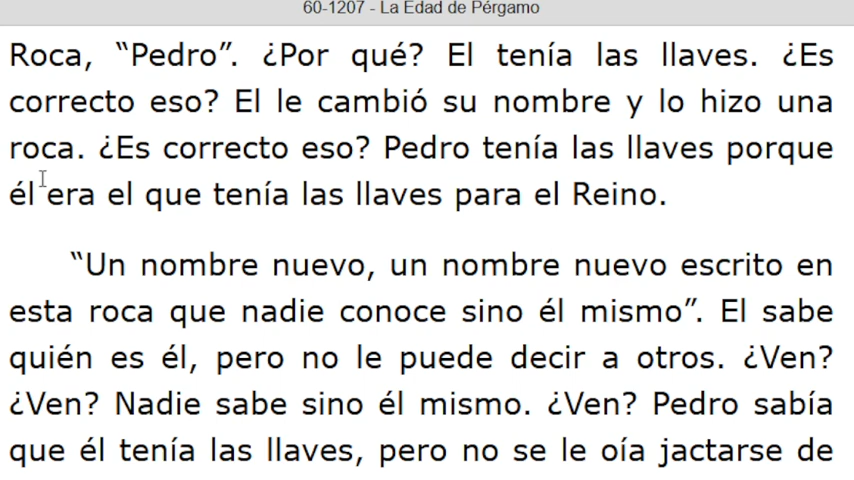 60-1207 - La Edad de Pérgamo
Roca, “Pedro”. ¿Por qué? El tenía las llaves. ¿Es
correcto eso? El le cambió su nombre y lo hizo una
roca. ¿Es correcto eso? Pedro tenía las llaves porque
él era el que tenía las llaves para el Reino.
“Un nombre nuevo, un nombre nuevo escrito en
esta roca que nadie conoce sino él mismo”. El sabe
quién es él, pero no le puede decir a otros. ¿Ven?
¿Ven? Nadie sabe sino él mismo. ¿Ven? Pedro sabía
que él tenía las llaves, pero no se le oía jactarse de